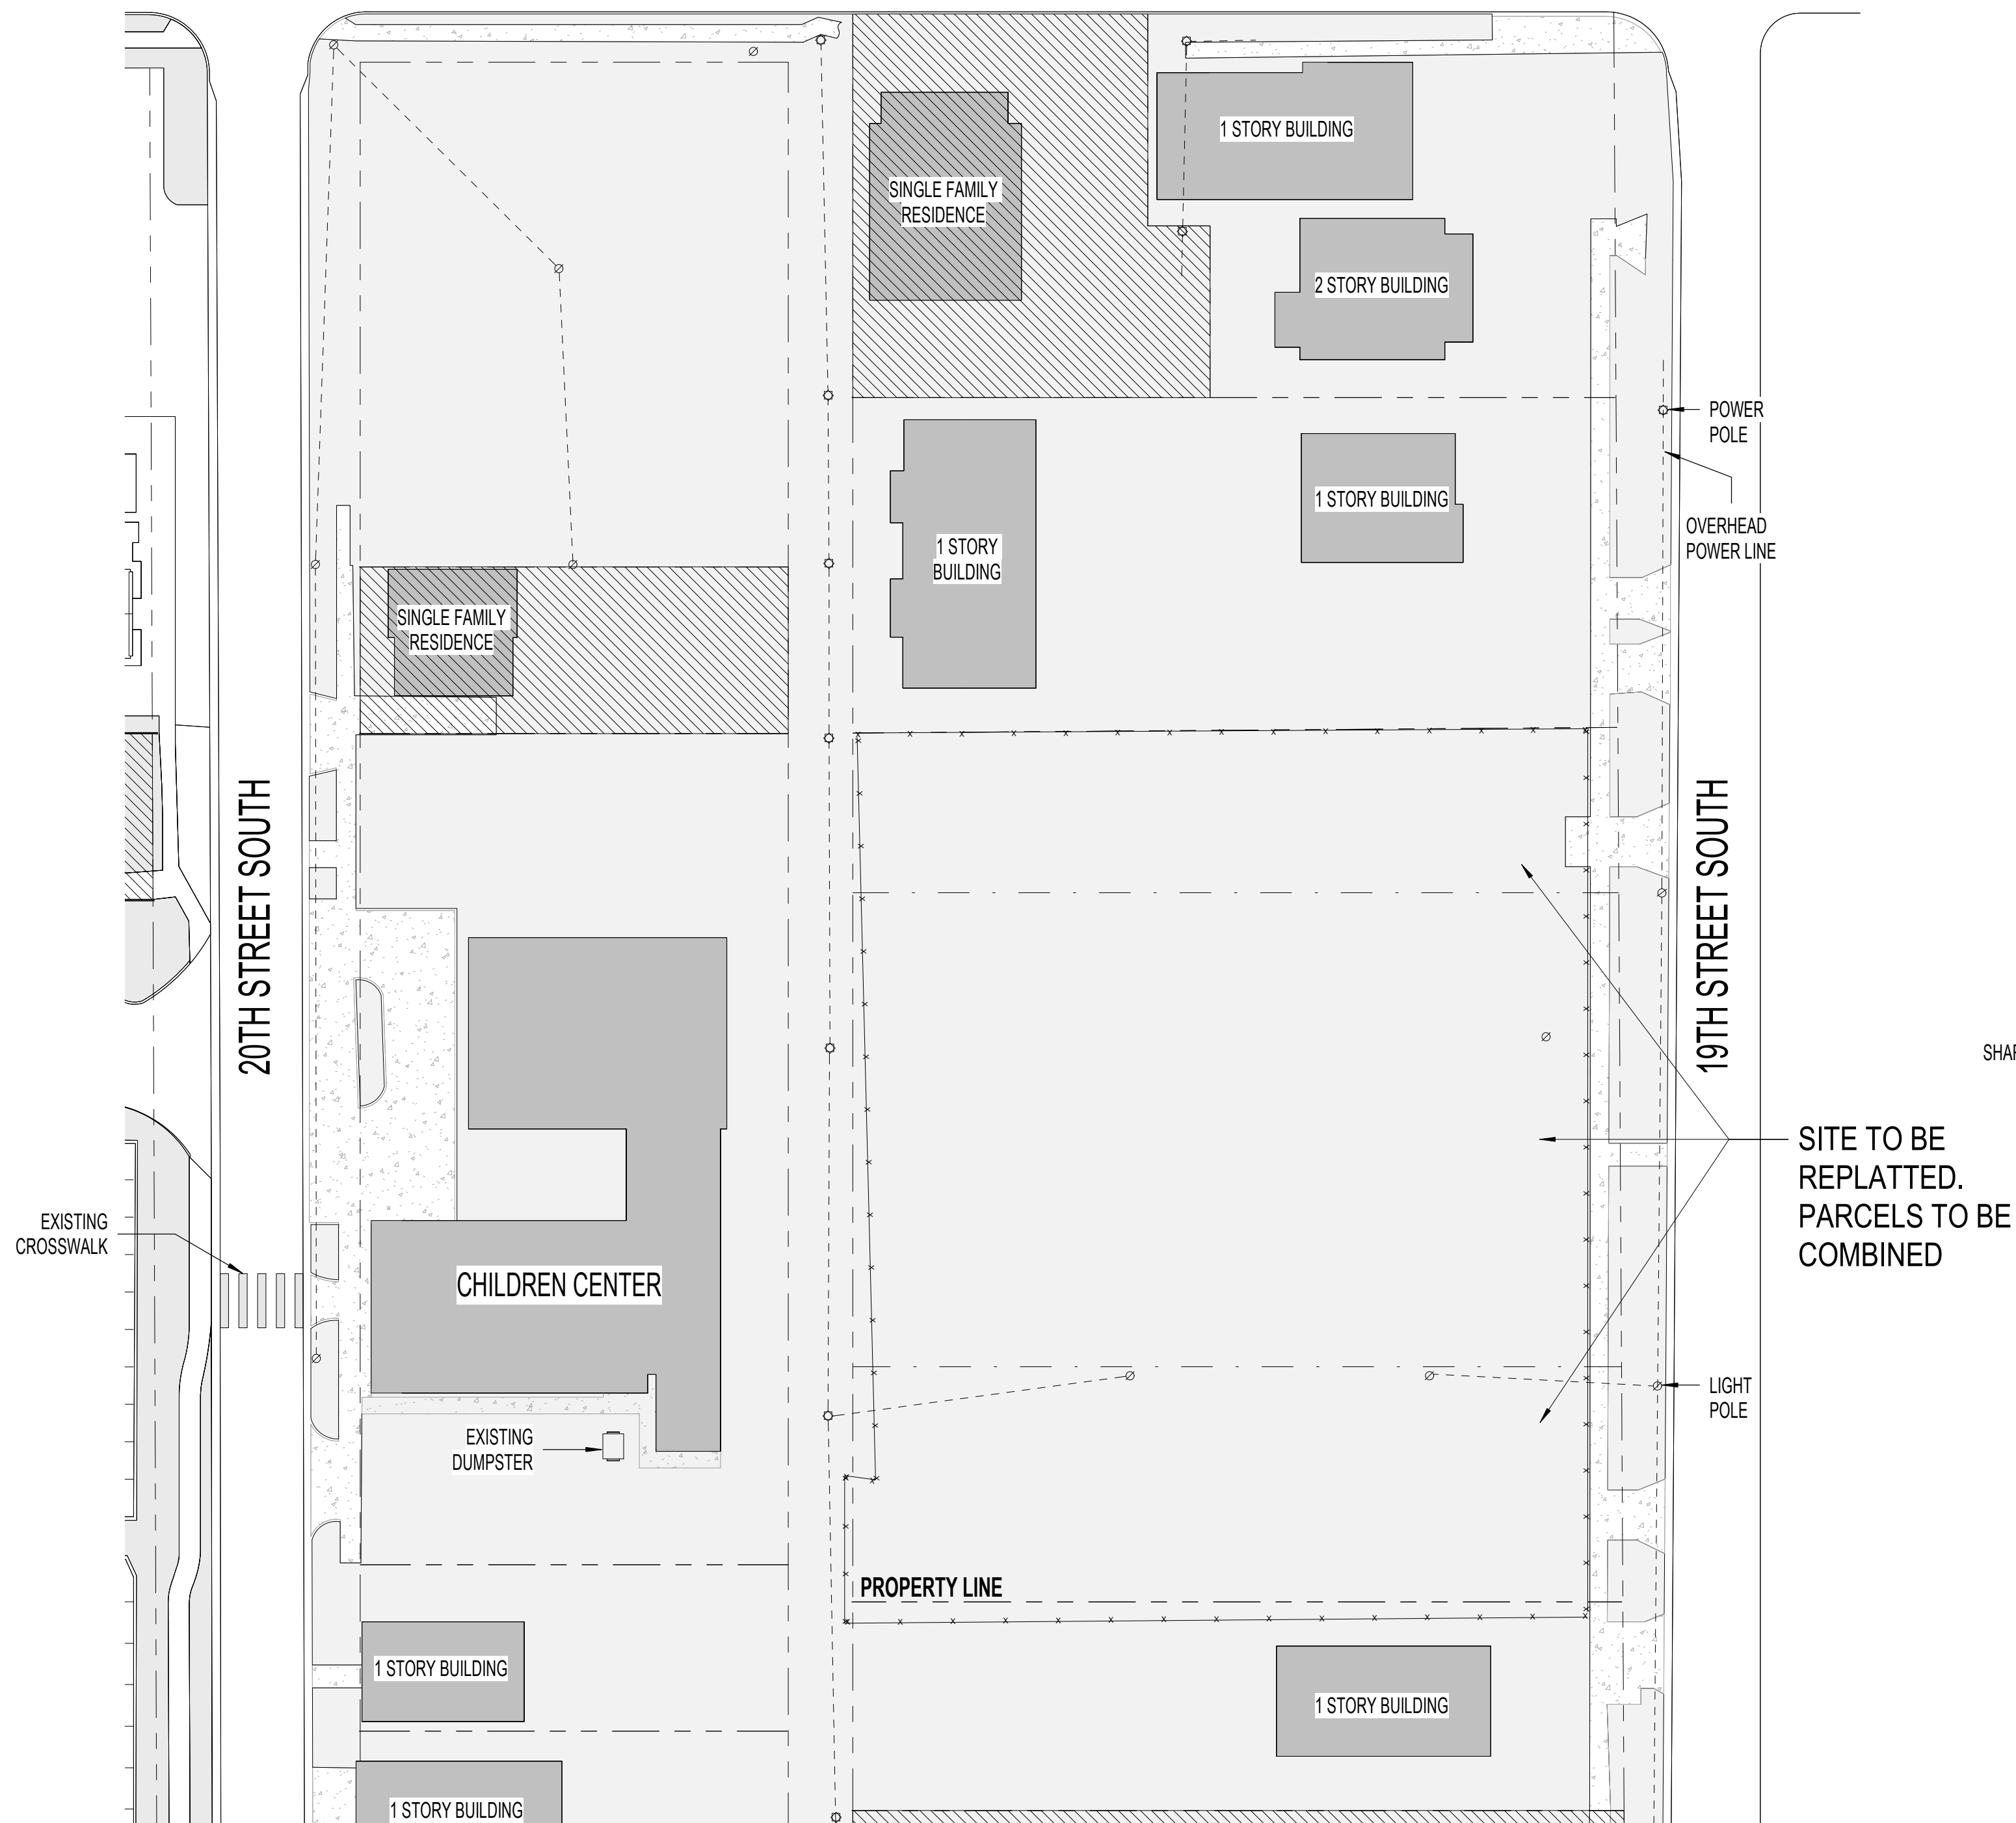 1 STORY BUILDING
SINGLE FAMILY
RESIDENCE
2 STORY BUILDING
POWER
POLE
1 STORY BUILDING
OVERHEAD
POWER LINE
1 STORY
BUILDING
SINGLE FAMILY
RESIDENCE
20TH STREET SOUTH
19TH STREET SOUTH
SITE TO BE
REPLATTED.
PARCELS TO BE
COMBINED
EXISTING
CROSSWALK
CHILDREN CENTER
LIGHT
POLE
EXISTING
DUMPSTER
PROPERTY LINE
1 STORY BUILDING
1 STORY BUILDING
1 STORY BUILDING